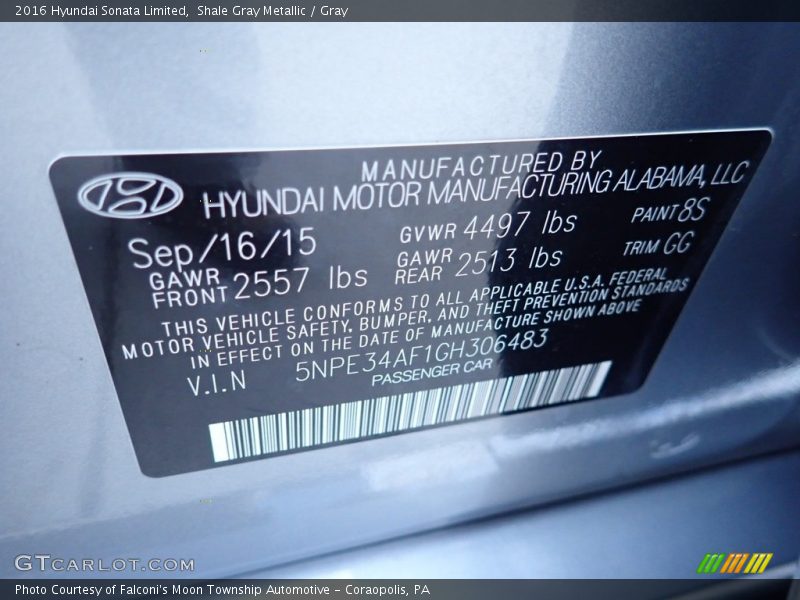 2016 Hyundai Sonata Limited,  Shale Gray Metallic / Gray
MANUFACTURED BY
HYUNDAI MOTOR MANUFACTURING ALABAMA, LLC
Sep/16/15 GVWR 4497 lbs PAINT 8S
GAWR FRONT 2557 lbs GAWR REAR 2513 lbs TRIM GG
THIS VEHICLE CONFORMS TO ALL APPLICABLE U.S.A. FEDERAL
MOTOR VEHICLE SAFETY, BUMPER, AND THEFT PREVENTION STANDARDS
IN EFFECT ON THE DATE OF MANUFACTURE SHOWN ABOVE
V.I.N 5NPE34AF1GH306483
PASSENGER CAR
GTCARLOT.COM
Photo Courtesy of Falconi's Moon Township Automotive – Coraopolis, PA